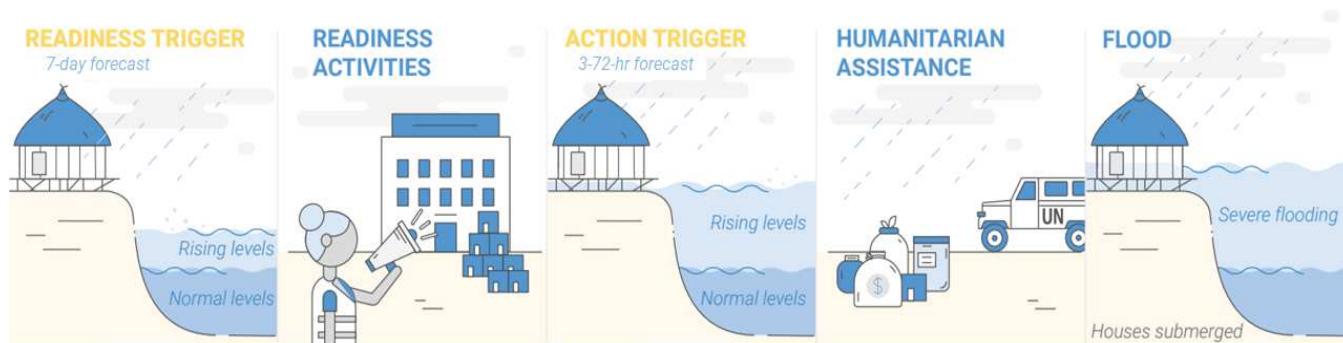 READINESS TRIGGER
7-day forecast
Rising levels
Normal levels
READINESS
ACTIVITIES
ACTION TRIGGER
3-72-hr forecast
Rising levels
Normal levels
HUMANITARIAN
ASSISTANCE
UN
$
FLOOD
Severe flooding
Houses submerged